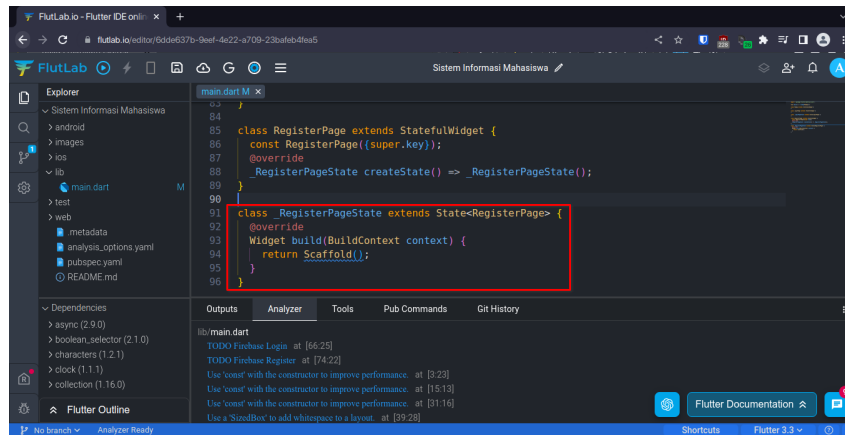 FlutLab.io - Flutter IDE onlin
flutlab.io/editor/6dde637b-9eef-4e22-a709-23bafeb4fea5
228
FlutLab
Sistem Informasi Mahasiswa
A
Explorer
main.dart M
Sistem Informasi Mahasiswa
android
images
ios
lib
main.dart M
test
web
.metadata
analysis_options.yaml
pubspec.yaml
README.md
83 }
84
85 class RegisterPage extends StatefulWidget {
86 const RegisterPage({super.key});
87 @override
88 _RegisterPageState createState() => _RegisterPageState();
89 }
90
91 class _RegisterPageState extends State<RegisterPage> {
92 @override
93 Widget build(BuildContext context) {
94 return Scaffold();
95 }
96 }
Dependencies
async (2.9.0)
boolean_selector (2.1.0)
characters (1.2.1)
clock (1.1.1)
collection (1.16.0)
Flutter Outline
Outputs Analyzer Tools Pub Commands Git History
lib/main.dart
TODO Firebase Login at [66:25]
TODO Firebase Register at [74:22]
Use 'const' with the constructor to improve performance. at [3:23]
Use 'const' with the constructor to improve performance. at [15:13]
Use 'const' with the constructor to improve performance. at [31:16]
Use a 'SizedBox' to add whitespace to a layout. at [39:28]
Flutter Documentation
No branch Analyzer Ready
Shortcuts Flutter 3.3